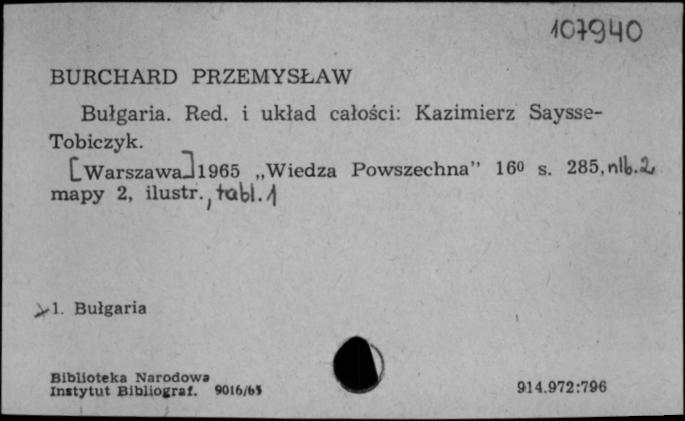 107940
BURCHARD PRZEMYSŁAW
Bułgaria. Red. i układ całości: Kazimierz Saysse-
Tobiczyk.
[Warszawa] 1965 „Wiedza Powszechna” 16⁰ s. 285, nlb. 2,
mapy 2, ilustr., tabl. 1
1. Bułgaria
Biblioteka Narodowa
Instytut Bibliograf. 9016/65
914.972:796